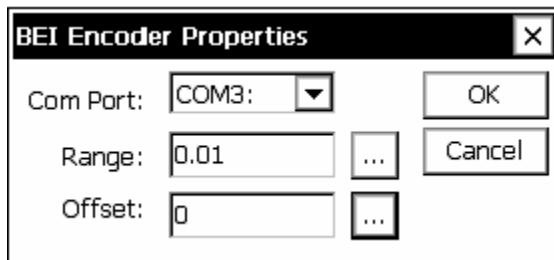 BEI Encoder Properties
Com Port: COM3: OK
Range: 0.01 ... Cancel
Offset: 0 ...